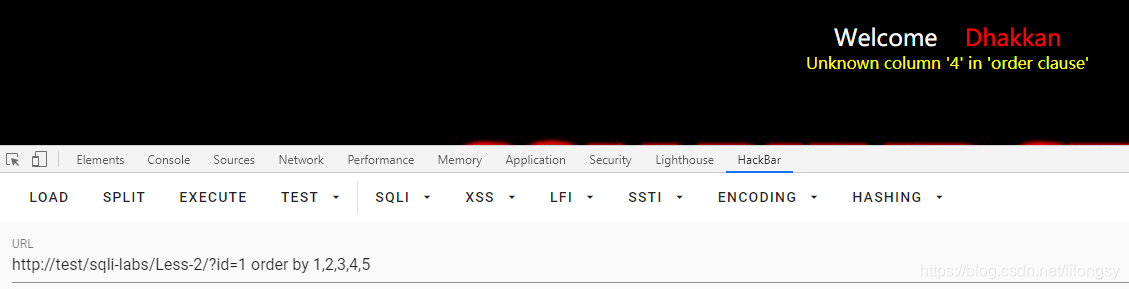 Welcome Dhakkan
Unknown column '4' in 'order clause'
Elements Console Sources Network Performance Memory Application Security Lighthouse HackBar
LOAD SPLIT EXECUTE TEST SQLI XSS LFI SSTI ENCODING HASHING
URL
http://test/sqli-labs/Less-2/?id=1 order by 1,2,3,4,5
https://blog.csdn.net/lilongsy